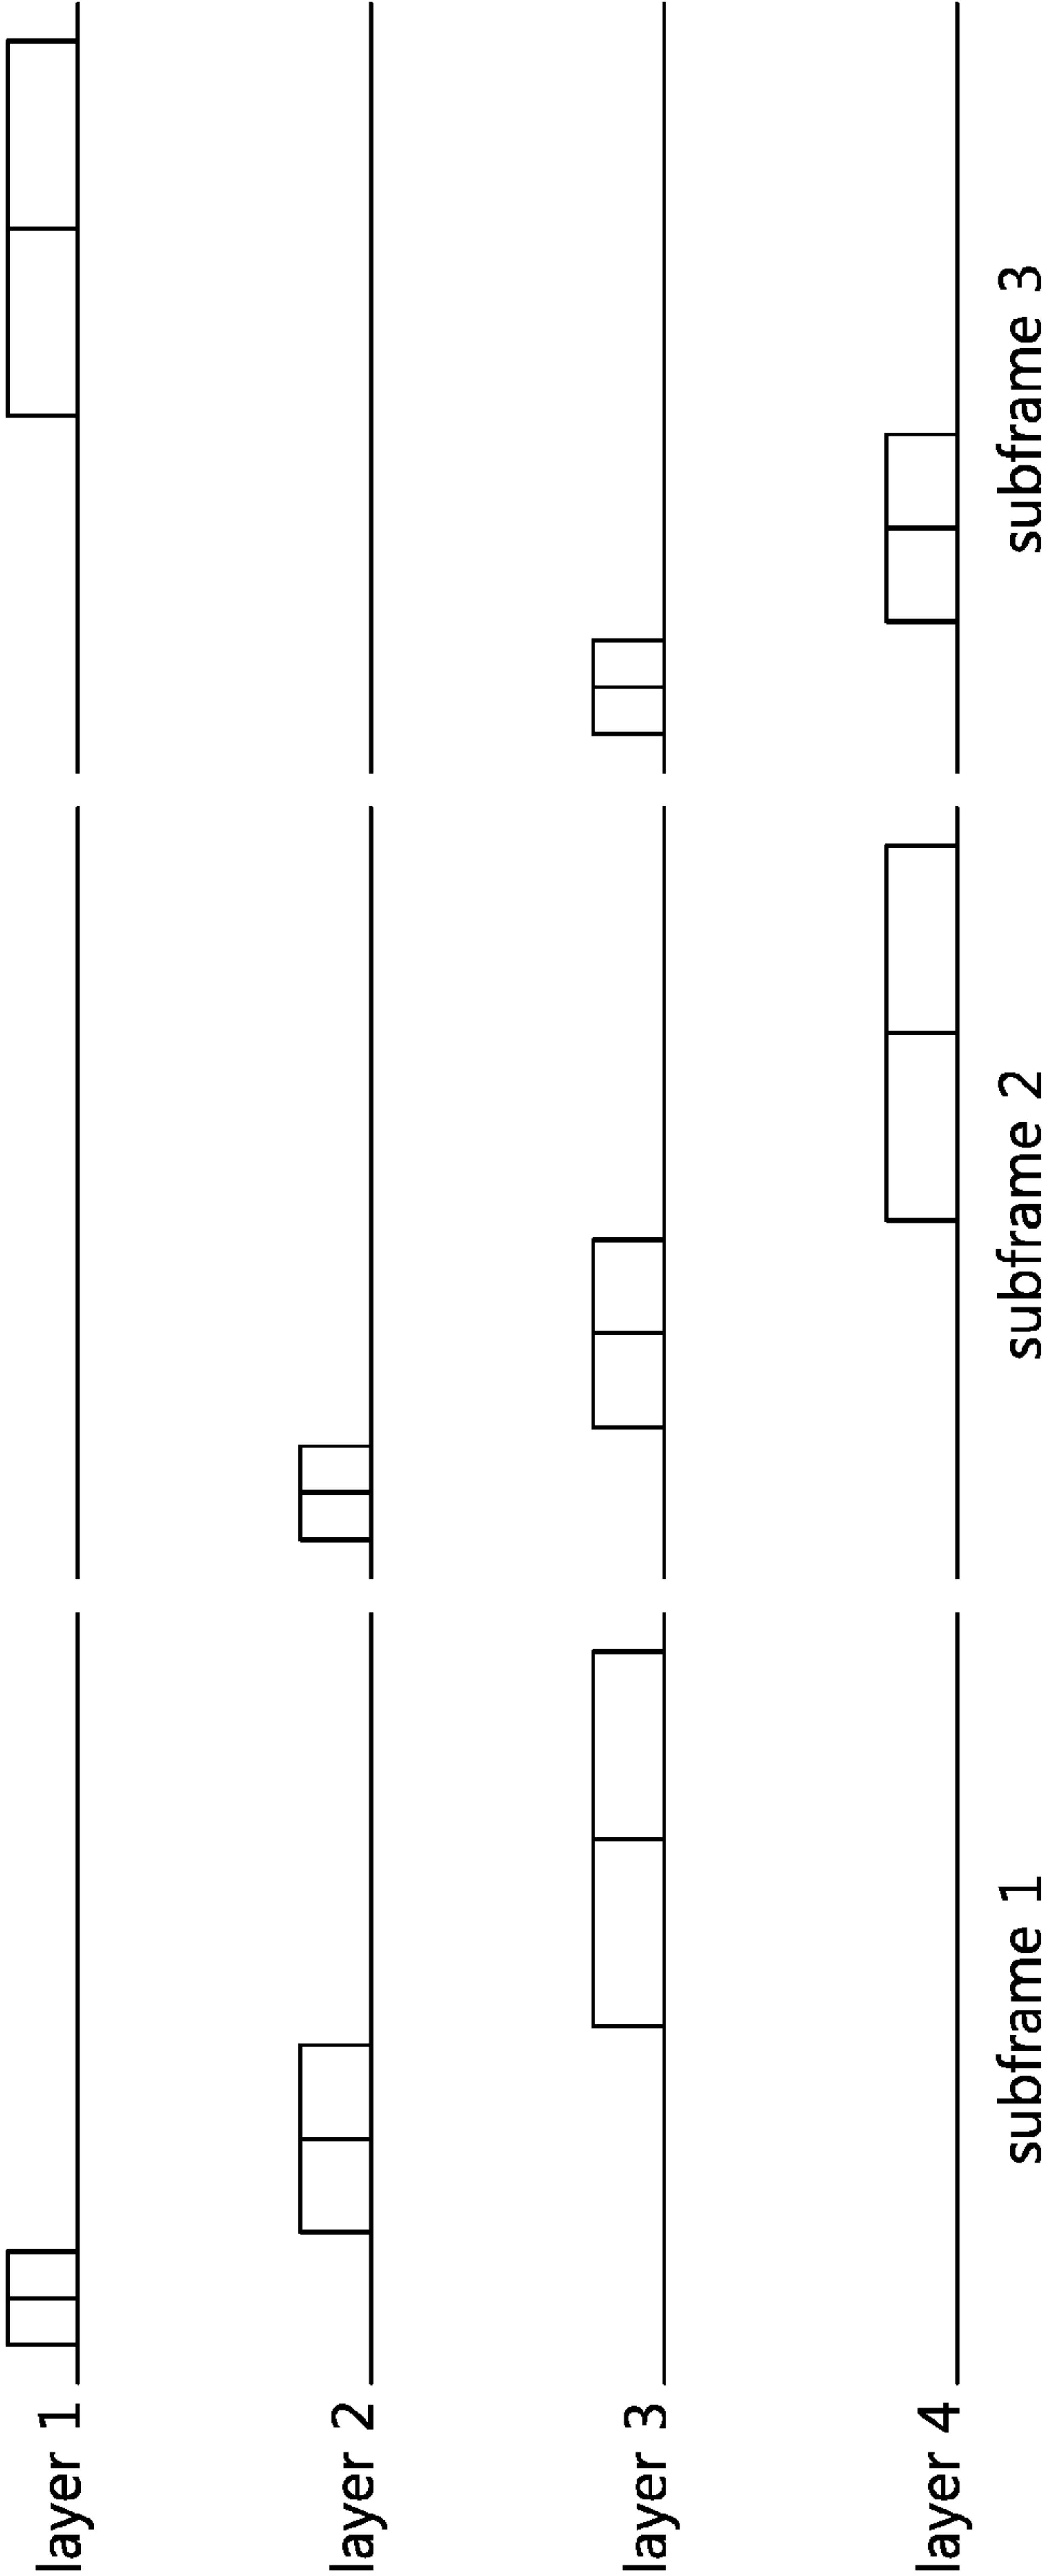 layer 1
layer 2
layer 3
layer 4
subframe 1
subframe 2
subframe 3